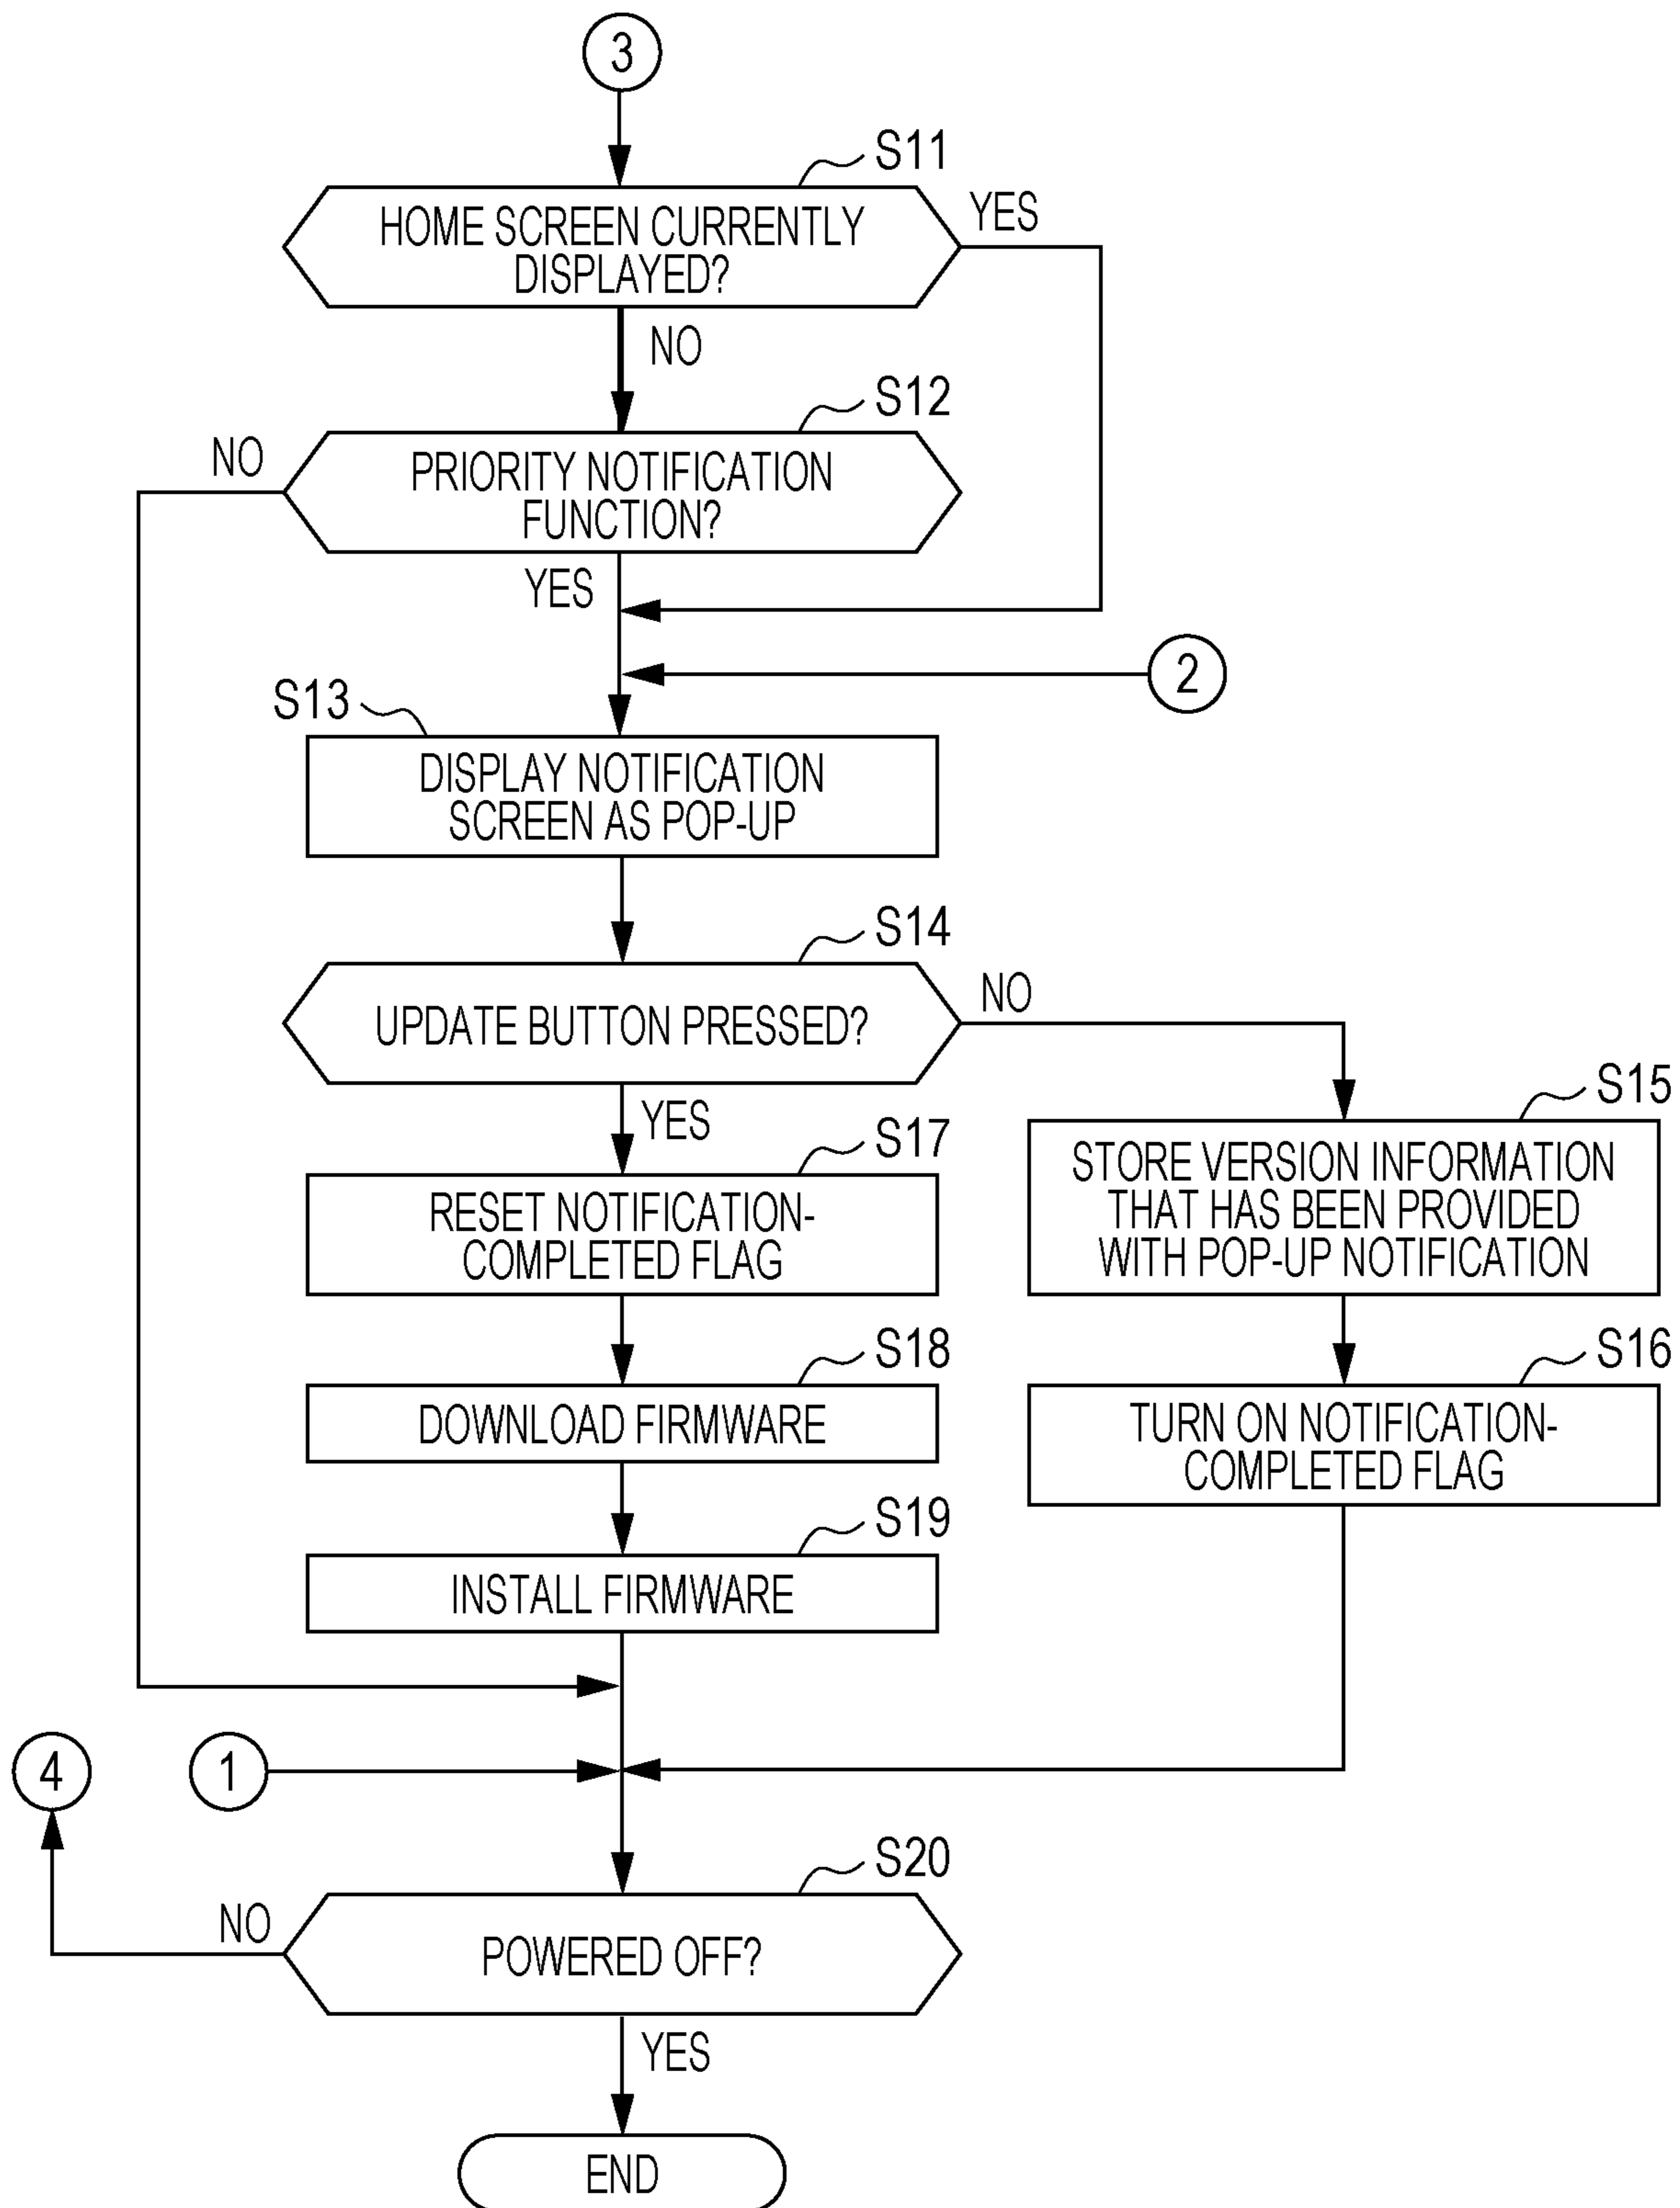 3
S11
HOME SCREEN CURRENTLY
DISPLAYED?
YES
NO
S12
NO
PRIORITY NOTIFICATION
FUNCTION?
YES
2
S13
DISPLAY NOTIFICATION
SCREEN AS POP-UP
S14
UPDATE BUTTON PRESSED?
NO
YES
S15
STORE VERSION INFORMATION
THAT HAS BEEN PROVIDED
WITH POP-UP NOTIFICATION
S17
RESET NOTIFICATION-
COMPLETED FLAG
S16
TURN ON NOTIFICATION-
COMPLETED FLAG
S18
DOWNLOAD FIRMWARE
S19
INSTALL FIRMWARE
4
1
S20
NO
POWERED OFF?
YES
END